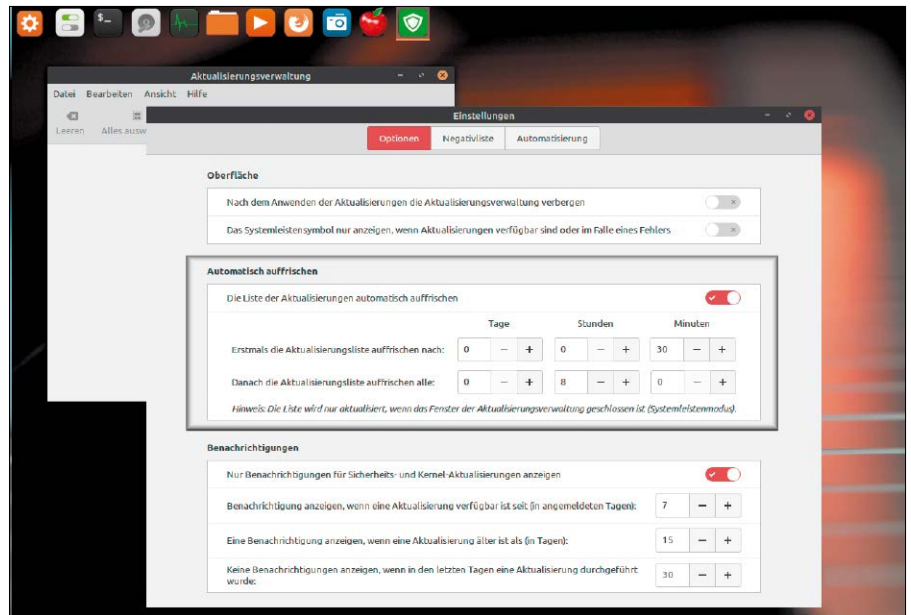 $_
Aktualisierungsverwaltung
Datei Bearbeiten Ansicht Hilfe
Einstellungen
Leeren Alles ausw
Optionen Negativliste Automatisierung
Oberfläche
Nach dem Anwenden der Aktualisierungen die Aktualisierungsverwaltung verbergen
Das Systemleistensymbol nur anzeigen, wenn Aktualisierungen verfügbar sind oder im Falle eines Fehlers
Automatisch auffrischen
Die Liste der Aktualisierungen automatisch auffrischen
Tage Stunden Minuten
Erstmals die Aktualisierungsliste auffrischen nach: 0 − + 0 − + 30 − +
Danach die Aktualisierungsliste auffrischen alle: 0 − + 8 − + 0 − +
Hinweis: Die Liste wird nur aktualisiert, wenn das Fenster der Aktualisierungsverwaltung geschlossen ist (Systemleistenmodus).
Benachrichtigungen
Nur Benachrichtigungen für Sicherheits- und Kernel-Aktualisierungen anzeigen
Benachrichtigung anzeigen, wenn eine Aktualisierung verfügbar ist seit (in angemeldeten Tagen): 7 − +
Eine Benachrichtigung anzeigen, wenn eine Aktualisierung älter ist als (in Tagen): 15 − +
Keine Benachrichtigungen anzeigen, wenn in den letzten Tagen eine Aktualisierung durchgeführt
wurde: 30 − +